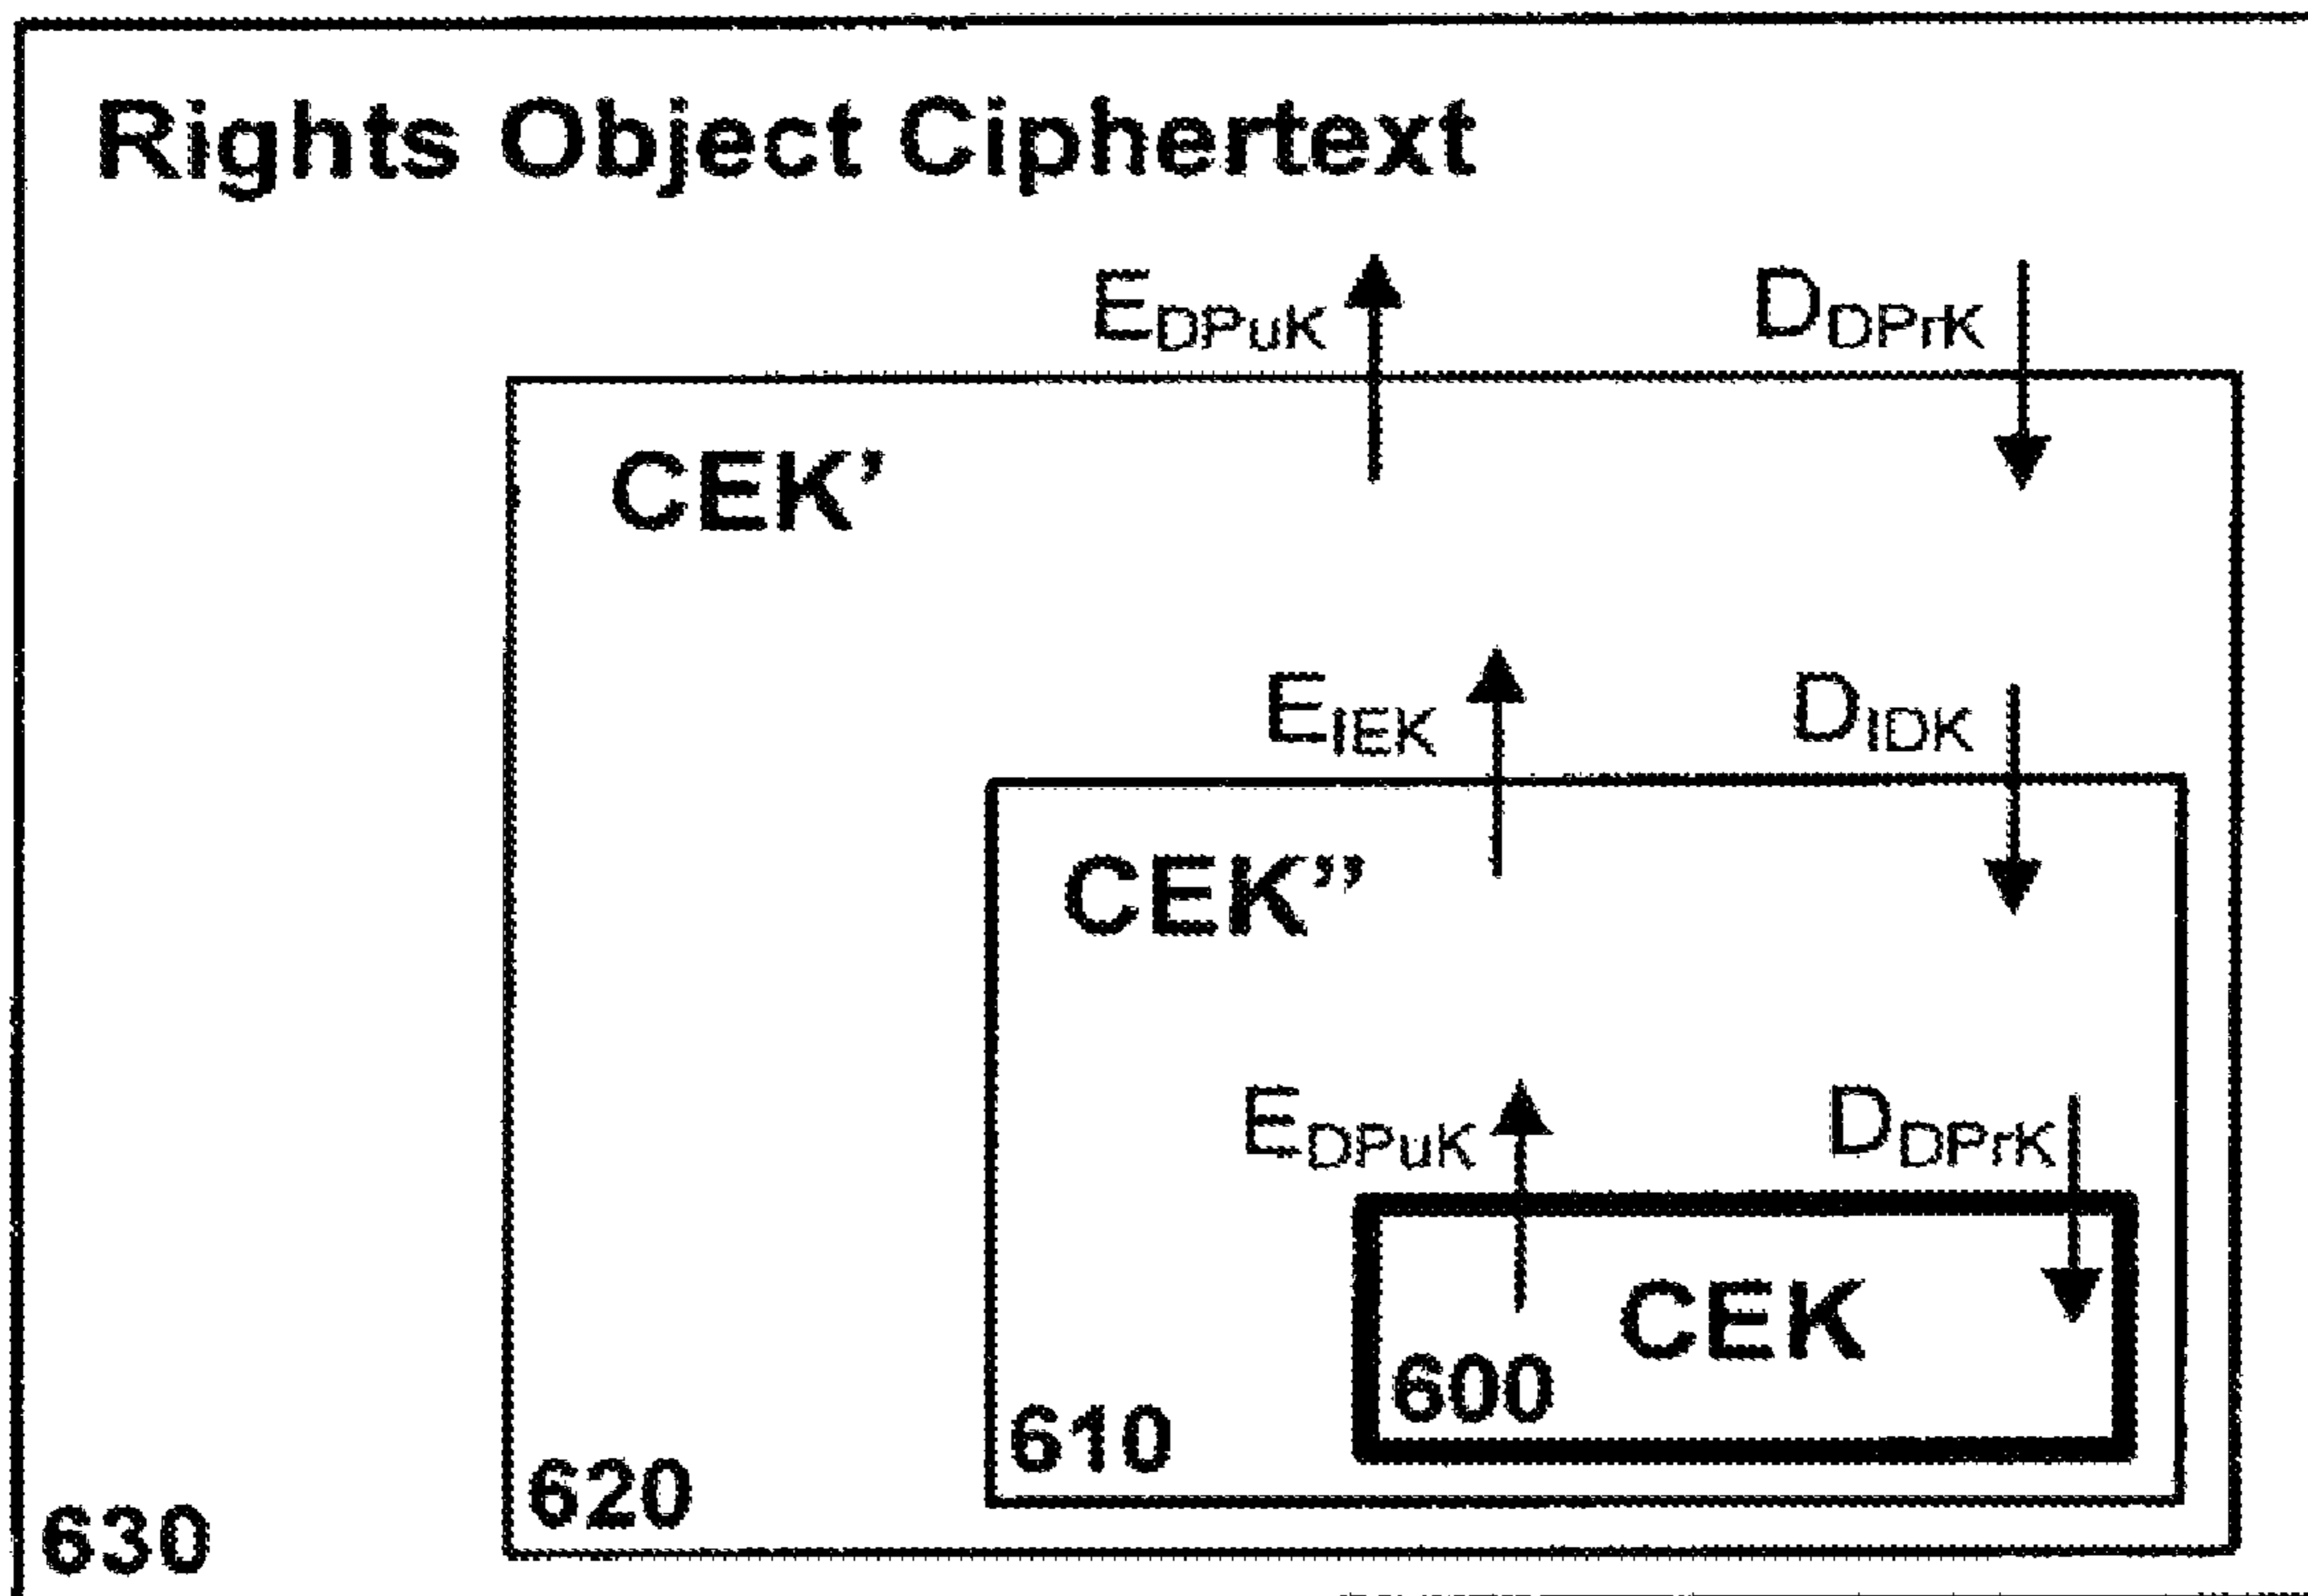 Rights Object Ciphertext
EDPuK DDPrK
CEK’
EIEK DIDK
CEK’’
EDPuK DDPrK
CEK
600
610
620
630